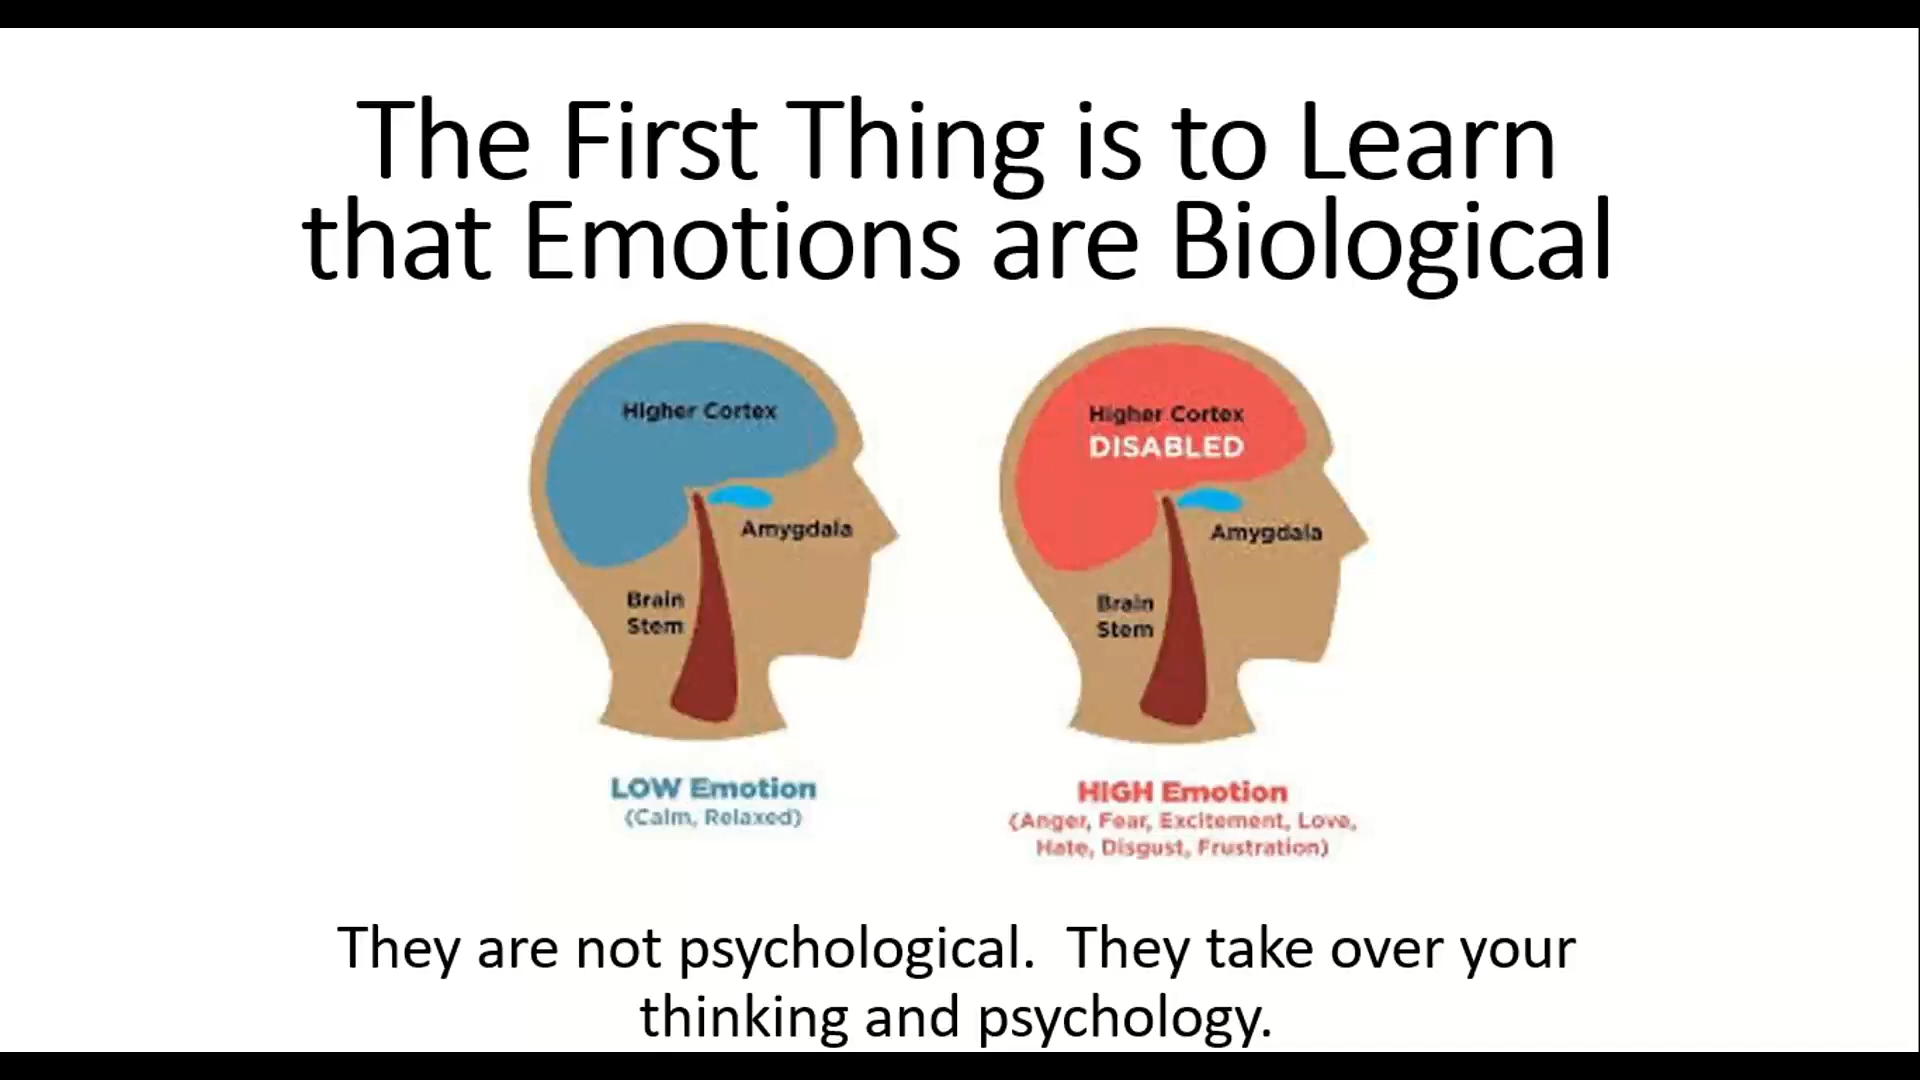 The First Thing is to Learn
that Emotions are Biological
Higher Cortex
Amygdala
Brain
Stem
LOW Emotion
(Calm, Relaxed)
Higher Cortex
DISABLED
Amygdala
Brain
Stem
HIGH Emotion
(Anger, Fear, Excitement, Love,
Hate, Disgust, Frustration)
They are not psychological.  They take over your
thinking and psychology.